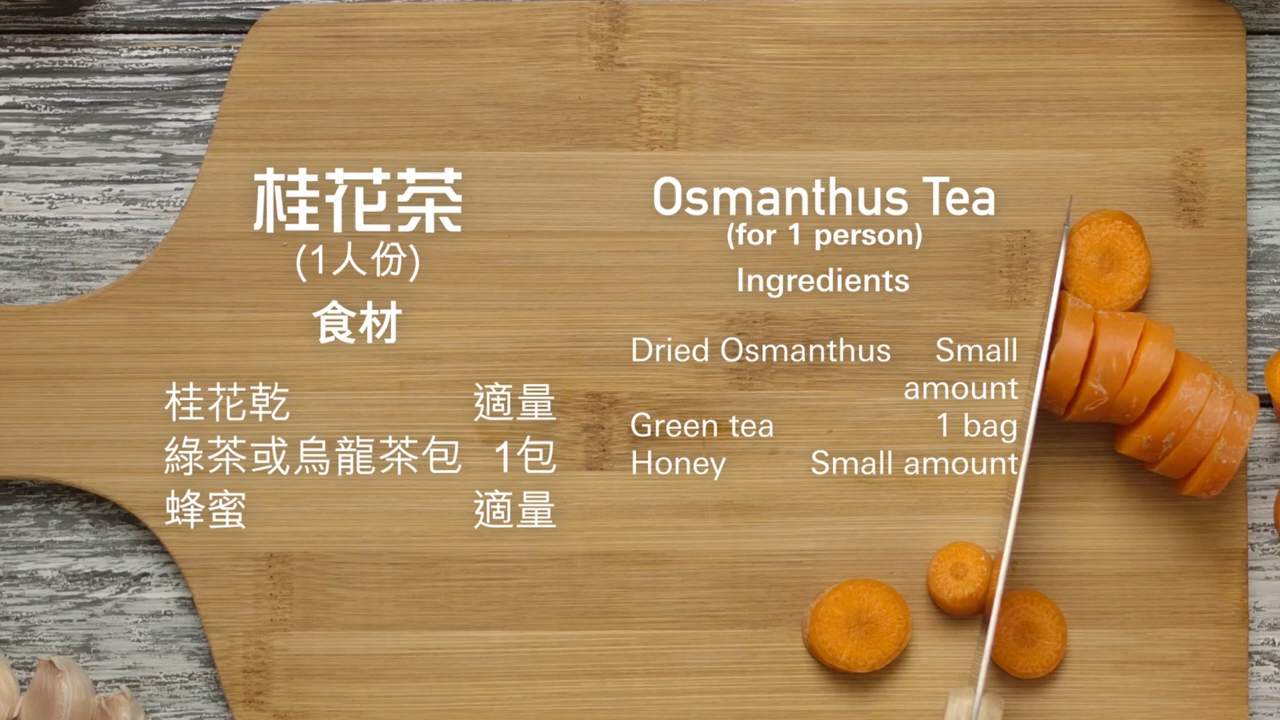 桂花茶
(1人份)
食材
桂花乾 適量
綠茶或烏龍茶包 1包
蜂蜜 適量
Osmanthus Tea
(for 1 person)
Ingredients
Dried Osmanthus Small
amount
Green tea 1 bag
Honey Small amount